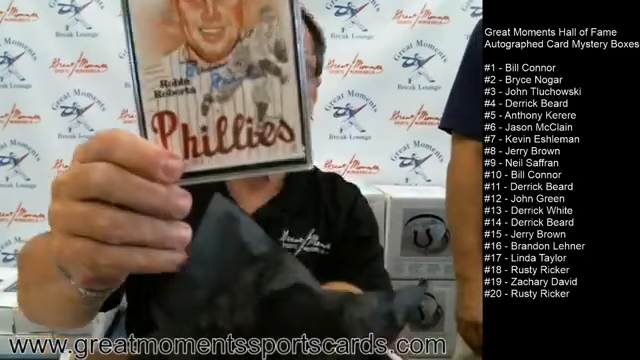 Great Moments Hall of Fame
Autographed Card Mystery Boxes
#1 - Bill Connor
#2 - Bryce Nogar
#3 - John Tluchowski
#4 - Derrick Beard
#5 - Anthony Kerere
#6 - Jason McClain
#7 - Kevin Eshleman
#8 - Jerry Brown
#9 - Neil Saffran
#10 - Bill Connor
#11 - Derrick Beard
#12 - John Green
#13 - Derrick White
#14 - Derrick Beard
#15 - Jerry Brown
#16 - Brandon Lehner
#17 - Linda Taylor
#18 - Rusty Ricker
#19 - Zachary David
#20 - Rusty Ricker
Great Moments
Break Lounge
Robin
Roberts
Phillies
www.greatmomentssportscards.com